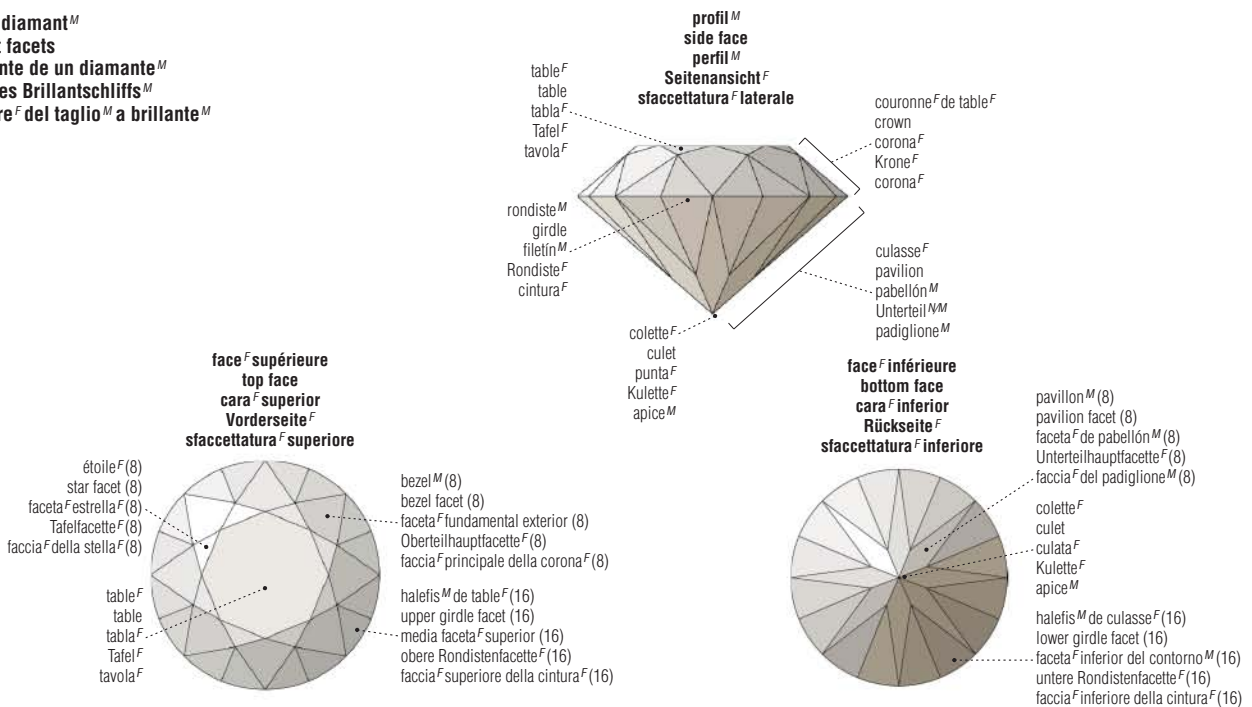 diamant M
facets
de un diamante M
Brillantschliffs M
F del taglio M a brillante M
profil M
side face
perfil M
Seitenansicht F
sfaccettatura F laterale
table F
table
tabla F
Tafel F
tavola F
couronne F de table F
crown
corona F
Krone F
corona F
rondiste M
girdle
filetín M
Rondiste F
cintura F
culasse F
pavilion
pabellón M
Unterteil N/M
padiglione M
colette F
culet
punta F
Kulette F
apice M
face F supérieure
top face
cara F superior
Vorderseite F
sfaccettatura F superiore
étoile F (8)
star facet (8)
faceta F estrella F (8)
Tafelfacette F (8)
faccia F della stella F (8)
table F
table
tabla F
Tafel F
tavola F
bezel M (8)
bezel facet (8)
faceta F fundamental exterior (8)
Oberteilhauptfacette F (8)
faccia F principale della corona F (8)
halefis M de table F (16)
upper girdle facet (16)
media faceta F superior (16)
obere Rondistenfacette F (16)
faccia F superiore della cintura F (16)
face F inférieure
bottom face
cara F inferior
Rückseite F
sfaccettatura F inferiore
pavillon M (8)
pavilion facet (8)
faceta F de pabellón M (8)
Unterteilhauptfacette F (8)
faccia F del padiglione M (8)
colette F
culet
culata F
Kulette F
apice M
halefis M de culasse F (16)
lower girdle facet (16)
faceta F inferior del contorno M (16)
untere Rondistenfacette F (16)
faccia F inferiore della cintura F (16)